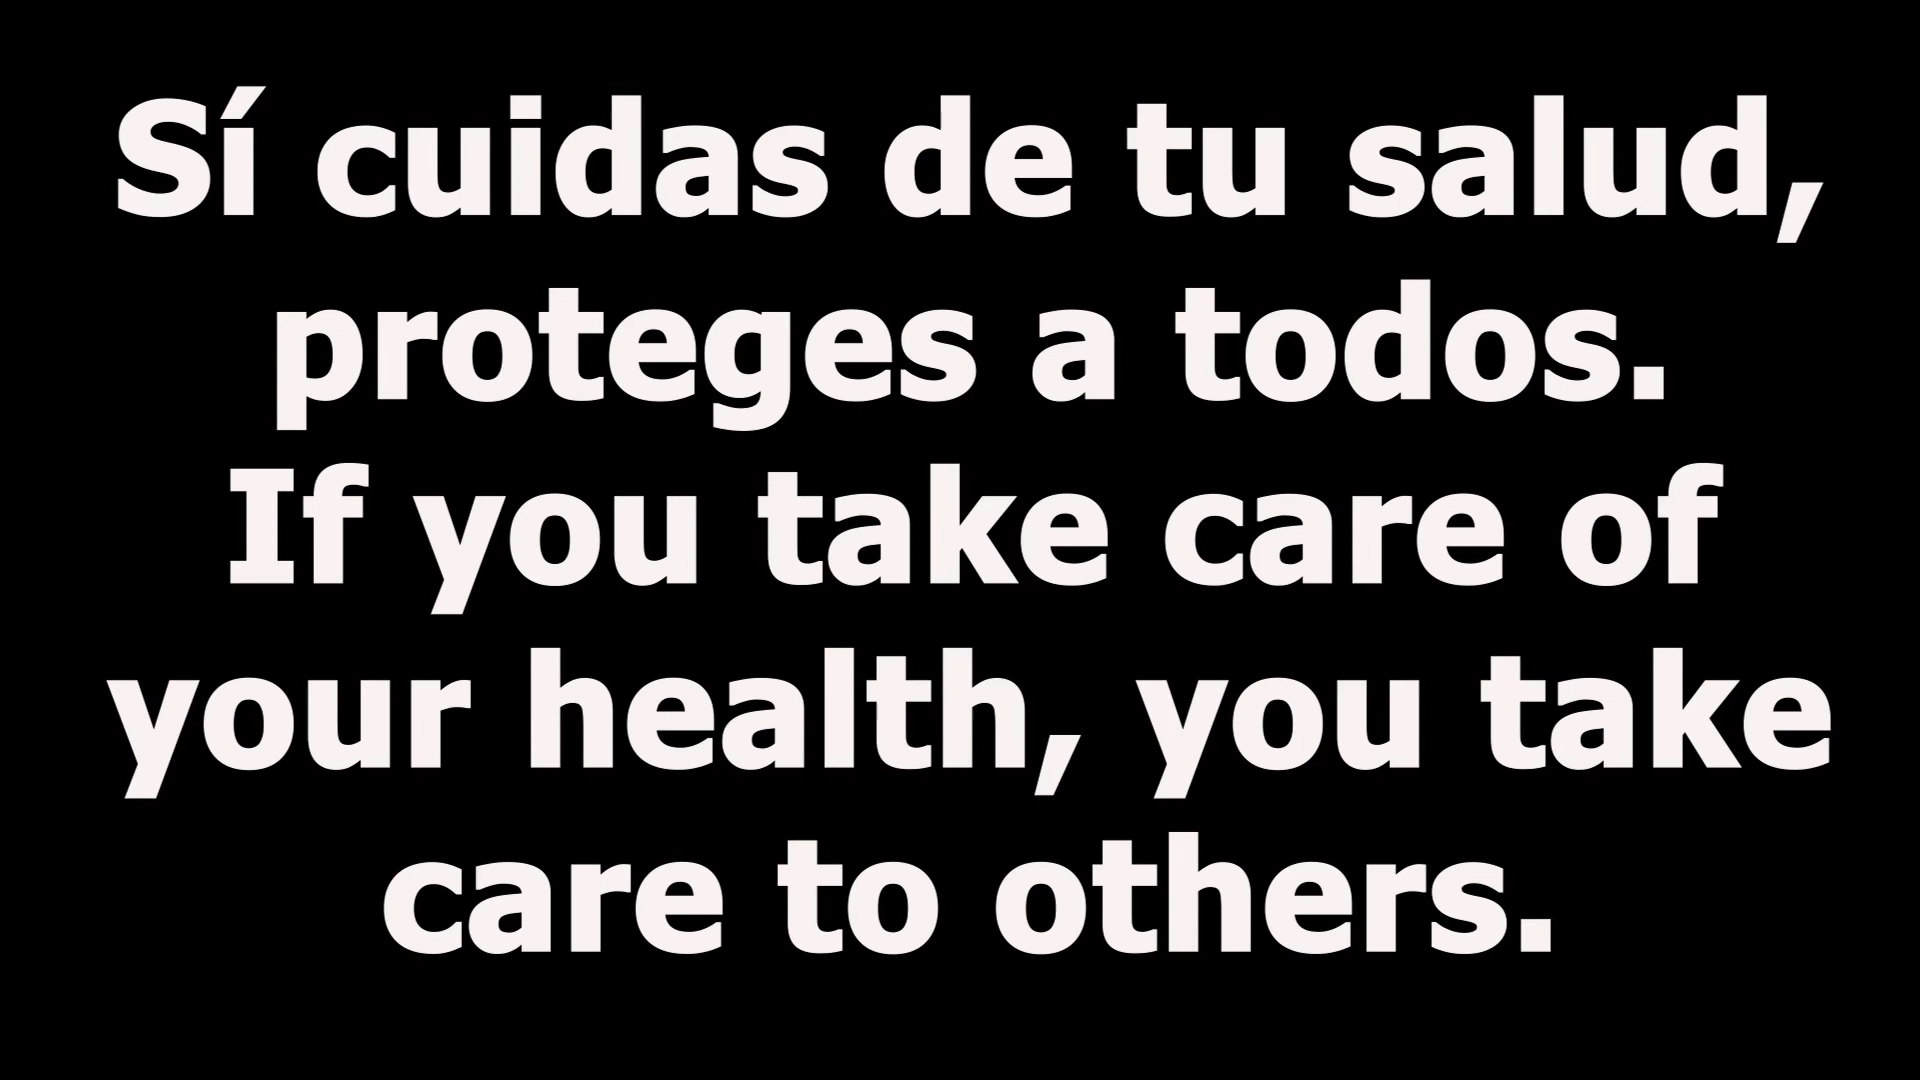 Sí cuidas de tu salud,
proteges a todos.
If you take care of
your health, you take
care to others.